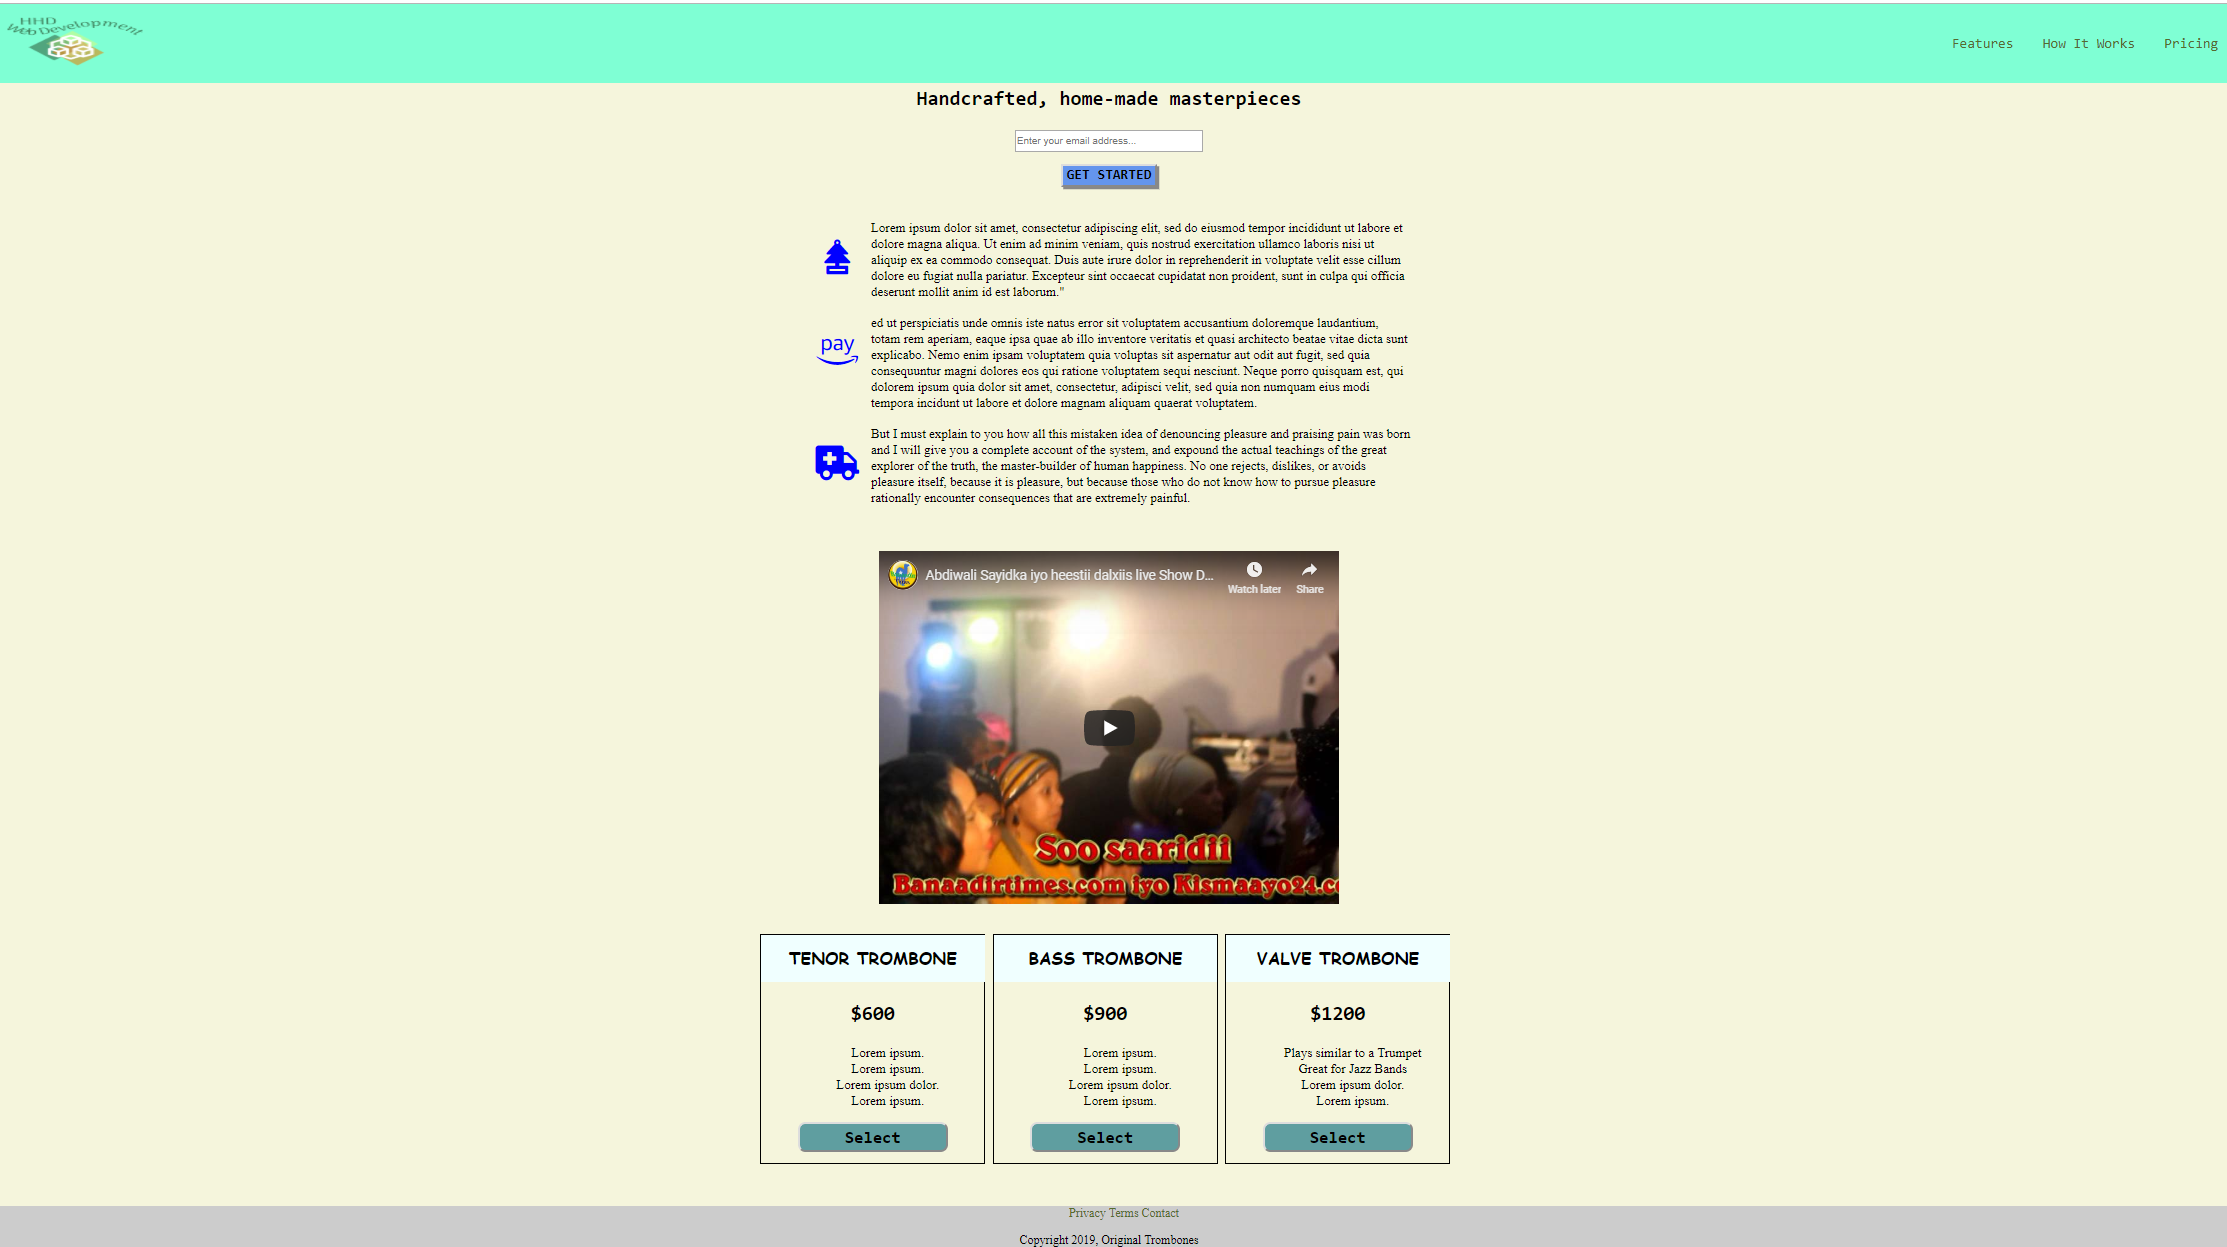 HHD
Web Development
Features How It Works Pricing
Handcrafted, home-made masterpieces
Enter your email address...
GET STARTED
Lorem ipsum dolor sit amet, consectetur adipiscing elit, sed do eiusmod tempor incididunt ut labore et
dolore magna aliqua. Ut enim ad minim veniam, quis nostrud exercitation ullamco laboris nisi ut
aliquip ex ea commodo consequat. Duis aute irure dolor in reprehenderit in voluptate velit esse cillum
dolore eu fugiat nulla pariatur. Excepteur sint occaecat cupidatat non proident, sunt in culpa qui officia
deserunt mollit anim id est laborum."
pay
ed ut perspiciatis unde omnis iste natus error sit voluptatem accusantium doloremque laudantium,
totam rem aperiam, eaque ipsa quae ab illo inventore veritatis et quasi architecto beatae vitae dicta sunt
explicabo. Nemo enim ipsam voluptatem quia voluptas sit aspernatur aut odit aut fugit, sed quia
consequuntur magni dolores eos qui ratione voluptatem sequi nesciunt. Neque porro quisquam est, qui
dolorem ipsum quia dolor sit amet, consectetur, adipisci velit, sed quia non numquam eius modi
tempora incidunt ut labore et dolore magnam aliquam quaerat voluptatem.
But I must explain to you how all this mistaken idea of denouncing pleasure and praising pain was born
and I will give you a complete account of the system, and expound the actual teachings of the great
explorer of the truth, the master-builder of human happiness. No one rejects, dislikes, or avoids
pleasure itself, because it is pleasure, but because those who do not know how to pursue pleasure
rationally encounter consequences that are extremely painful.
Abdiwali Sayidka iyo heestii dalxiis live Show D...
Watch later Share
Soo saaridii
Banaadirtimes.com iyo Kismaayo24.c
TENOR TROMBONE
$600
Lorem ipsum.
Lorem ipsum.
Lorem ipsum dolor.
Lorem ipsum.
Select
BASS TROMBONE
$900
Lorem ipsum.
Lorem ipsum.
Lorem ipsum dolor.
Lorem ipsum.
Select
VALVE TROMBONE
$1200
Plays similar to a Trumpet
Great for Jazz Bands
Lorem ipsum dolor.
Lorem ipsum.
Select
Privacy Terms Contact
Copyright 2019, Original Trombones